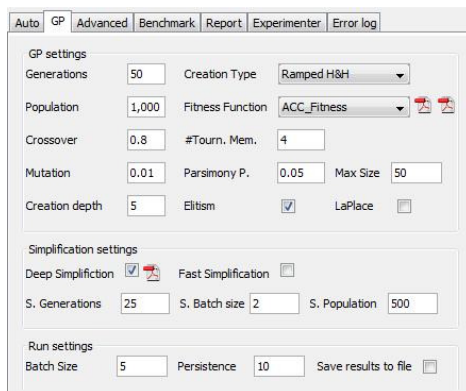 Auto GP Advanced Benchmark Report Experimenter Error log
GP settings
Generations 50 Creation Type Ramped H&H
Population 1,000 Fitness Function ACC_Fitness
Crossover 0.8 #Tourn. Mem. 4
Mutation 0.01 Parsimony P. 0.05 Max Size 50
Creation depth 5 Elitism LaPlace
Simplification settings
Deep Simplifiction Fast Simplification
S. Generations 25 S. Batch size 2 S. Population 500
Run settings
Batch Size 5 Persistence 10 Save results to file